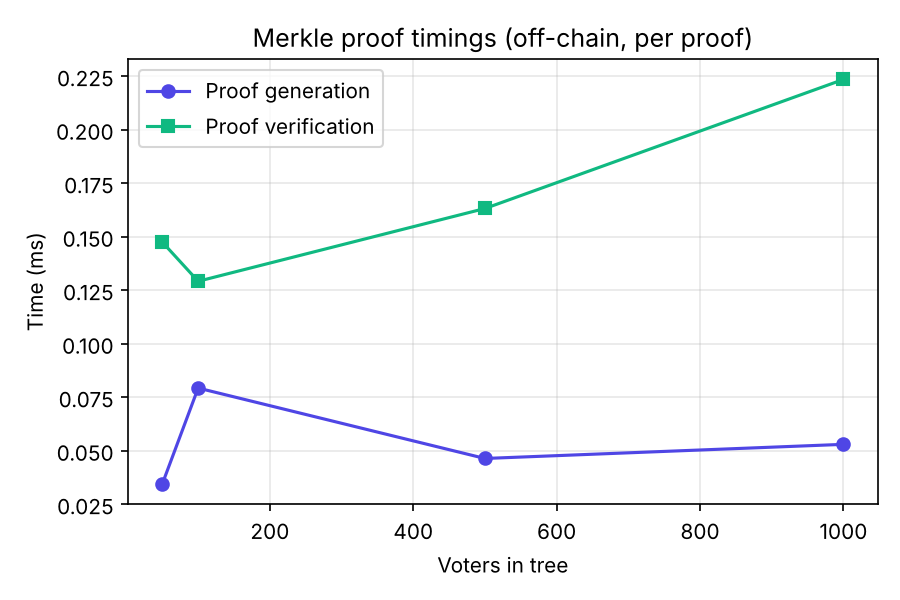 Merkle proof timings (off-chain, per proof)
Proof generation
Proof verification
0.225
0.200
0.175
0.150
0.125
0.100
0.075
0.050
0.025
Time (ms)
200 400 600 800 1000
Voters in tree